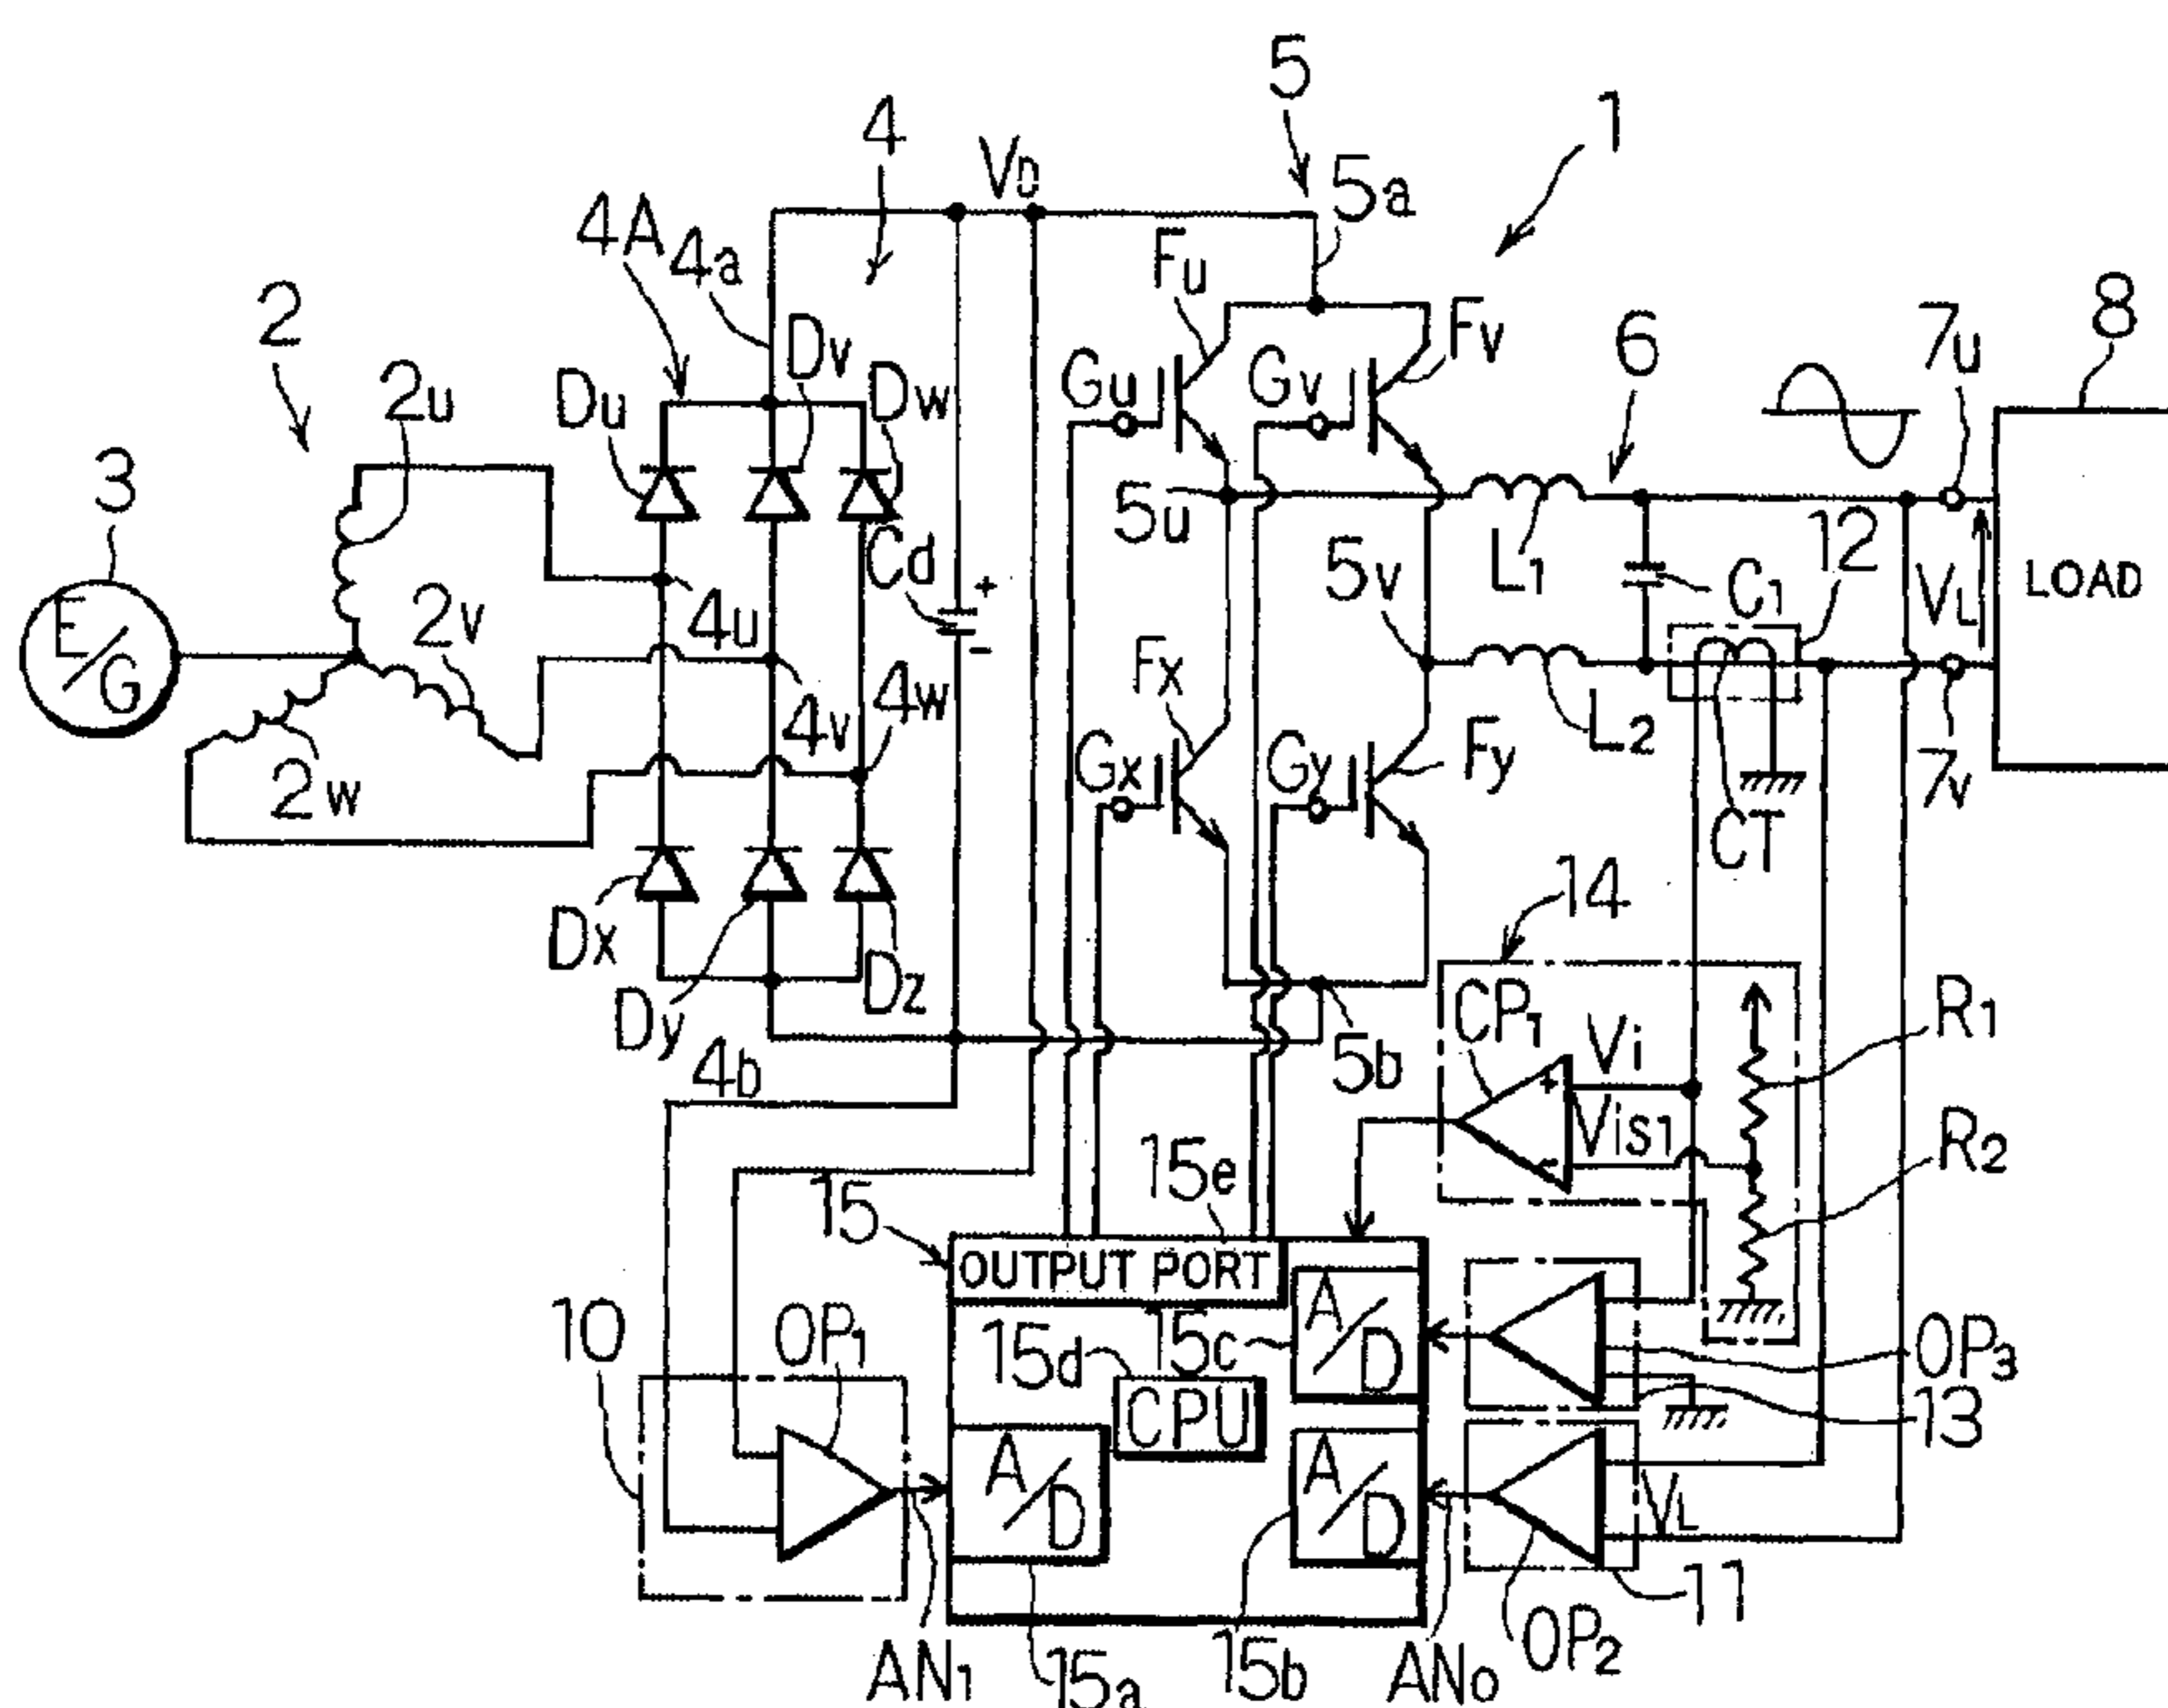 5
4
VD
5a
1
4A
4a
Fu
2
Dv
Fv
6
7u
8
2u
Du
Dw
Gu
Gv
3
5u
12
E/G
Cd
+
-
5v
L1
C1
VL
LOAD
2v
4u
4w
Fx
L2
4v
2w
Gx
Gy
Fy
7v
CT
14
Dx
Dy
Dz
CP1
R1
4b
5b
Vi
+
Vis1
-
R2
15e
15
OUTPUT PORT
10
OP1
15d
15c
A/D
OP3
CPU
13
A/D
A/D
VL
11
AN1
15a
15b
ANo
OP2